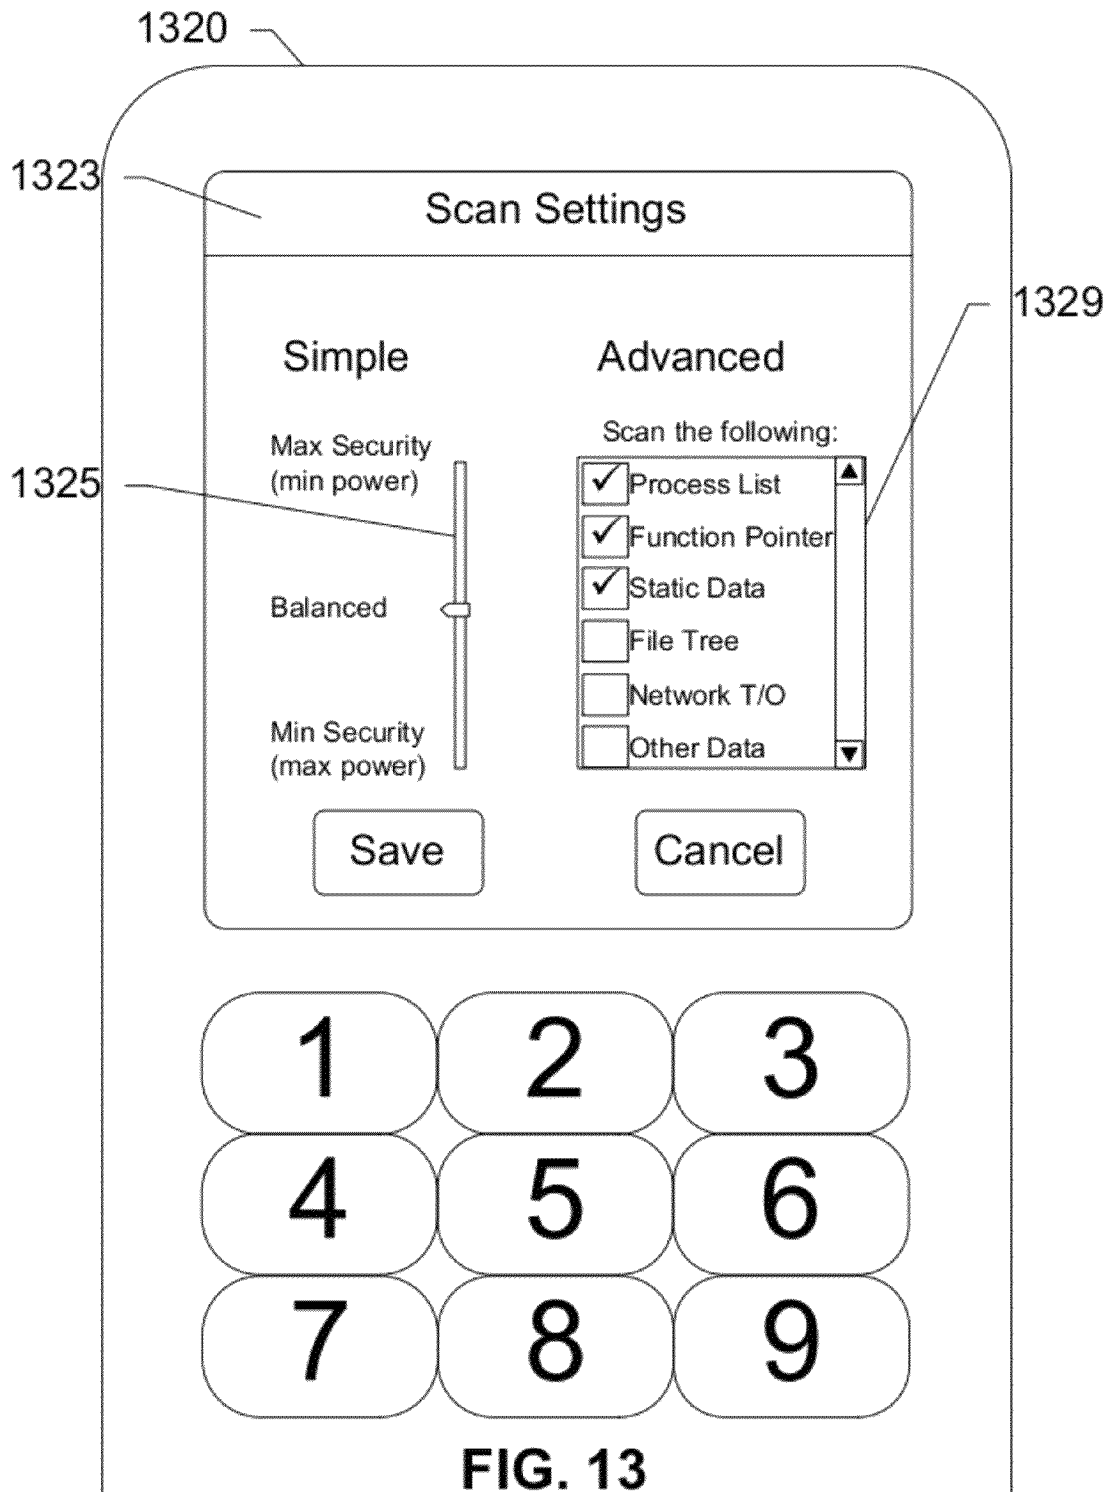 1320
1323
Scan Settings
1329
Simple
Advanced
Max Security
(min power)
Scan the following:
1325
Process List
Function Pointer
Balanced
Static Data
File Tree
Network T/O
Min Security
(max power)
Other Data
Save
Cancel
1 2 3
4 5 6
7 8 9
FIG. 13